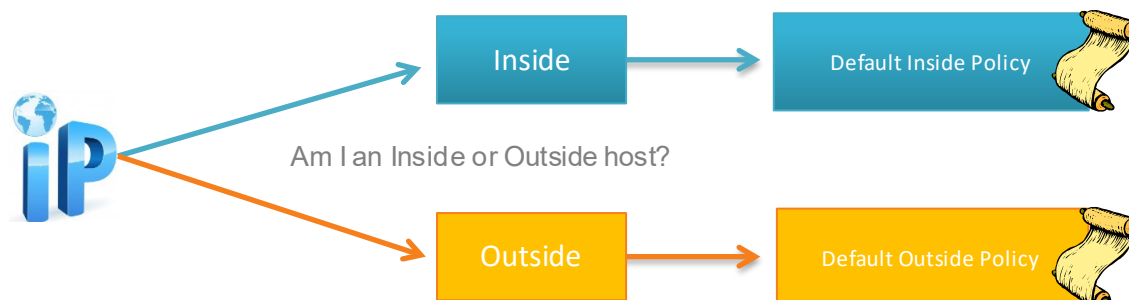 Inside
Default Inside Policy
iP
Am I an Inside or Outside host?
Outside
Default Outside Policy